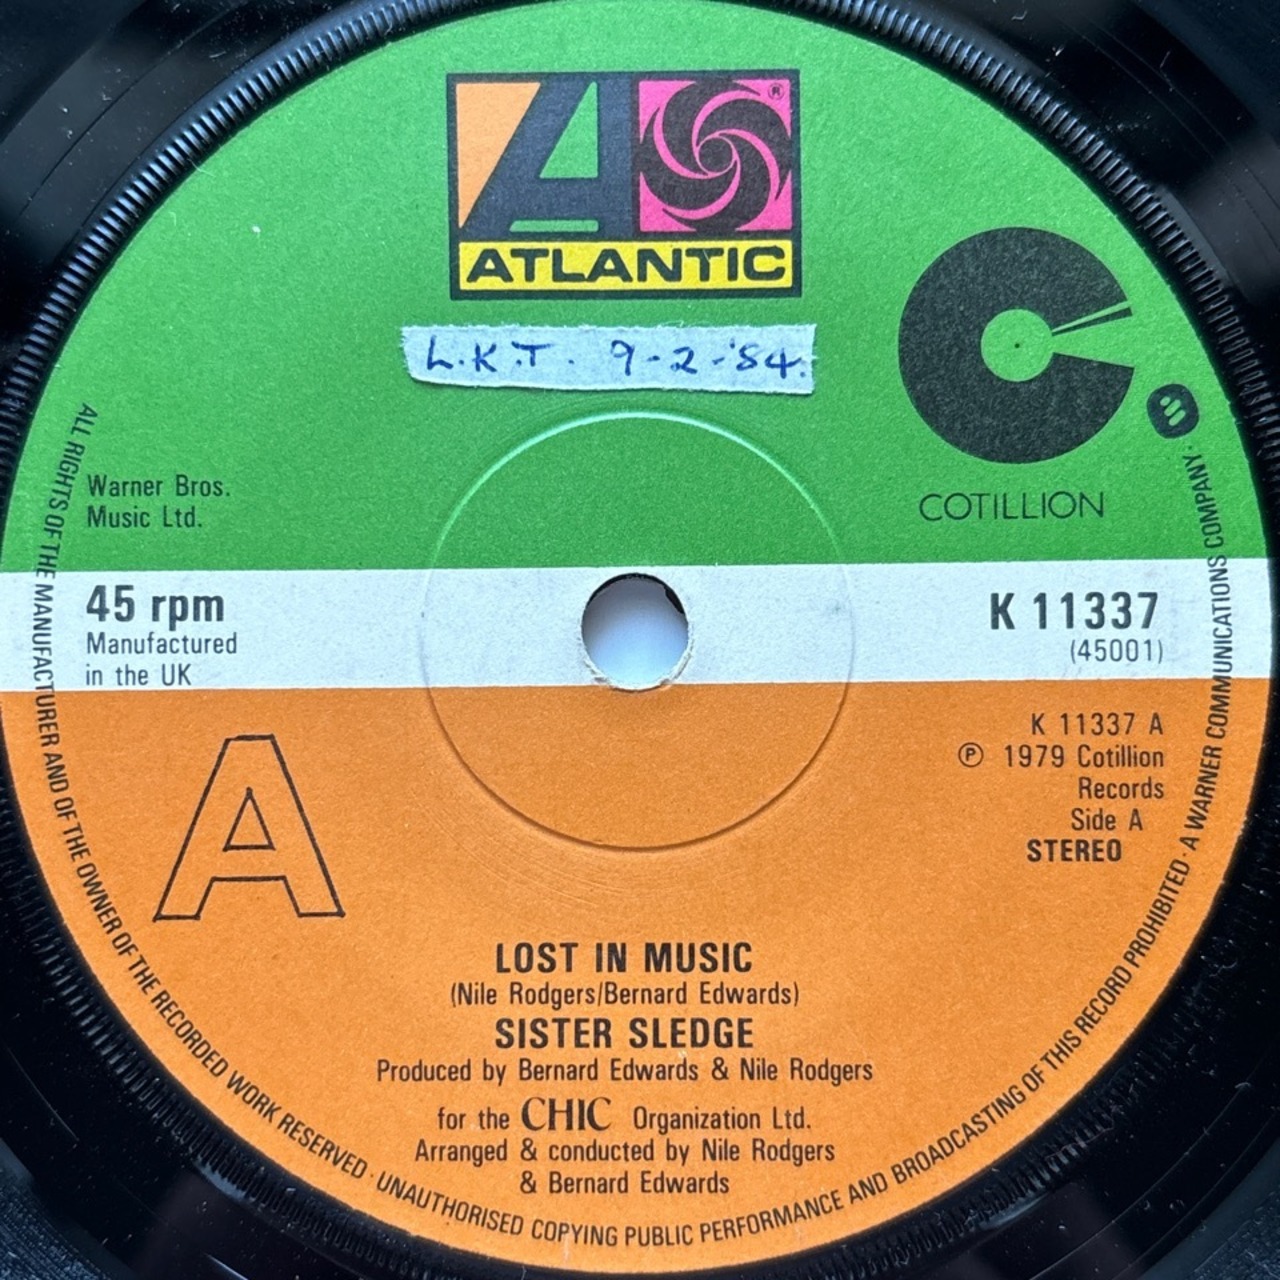 ATLANTIC
®
L.K.T. 9-2-'84.
COTILLION
Warner Bros.
Music Ltd.
45 rpm
Manufactured
in the UK
K 11337
(45001)
K 11337 A
℗ 1979 Cotillion
Records
Side A
STEREO
A
LOST IN MUSIC
(Nile Rodgers/Bernard Edwards)
SISTER SLEDGE
Produced by Bernard Edwards & Nile Rodgers
for the CHIC Organization Ltd.
Arranged & conducted by Nile Rodgers
& Bernard Edwards
ALL RIGHTS OF THE MANUFACTURER AND OF THE OWNER OF THE RECORDED WORK RESERVED · UNAUTHORISED COPYING PUBLIC PERFORMANCE AND BROADCASTING OF THIS RECORD PROHIBITED · A WARNER COMMUNICATIONS COMPANY ·